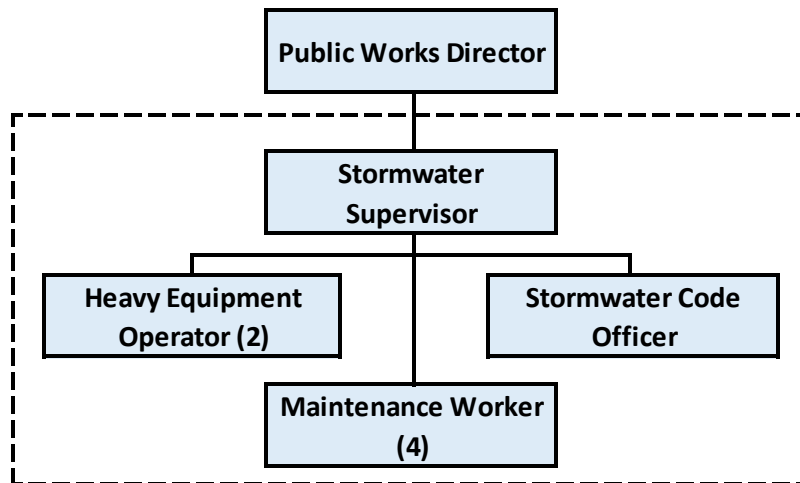 Public Works Director
Stormwater
Supervisor
Heavy Equipment
Operator (2)
Stormwater Code
Officer
Maintenance Worker
(4)